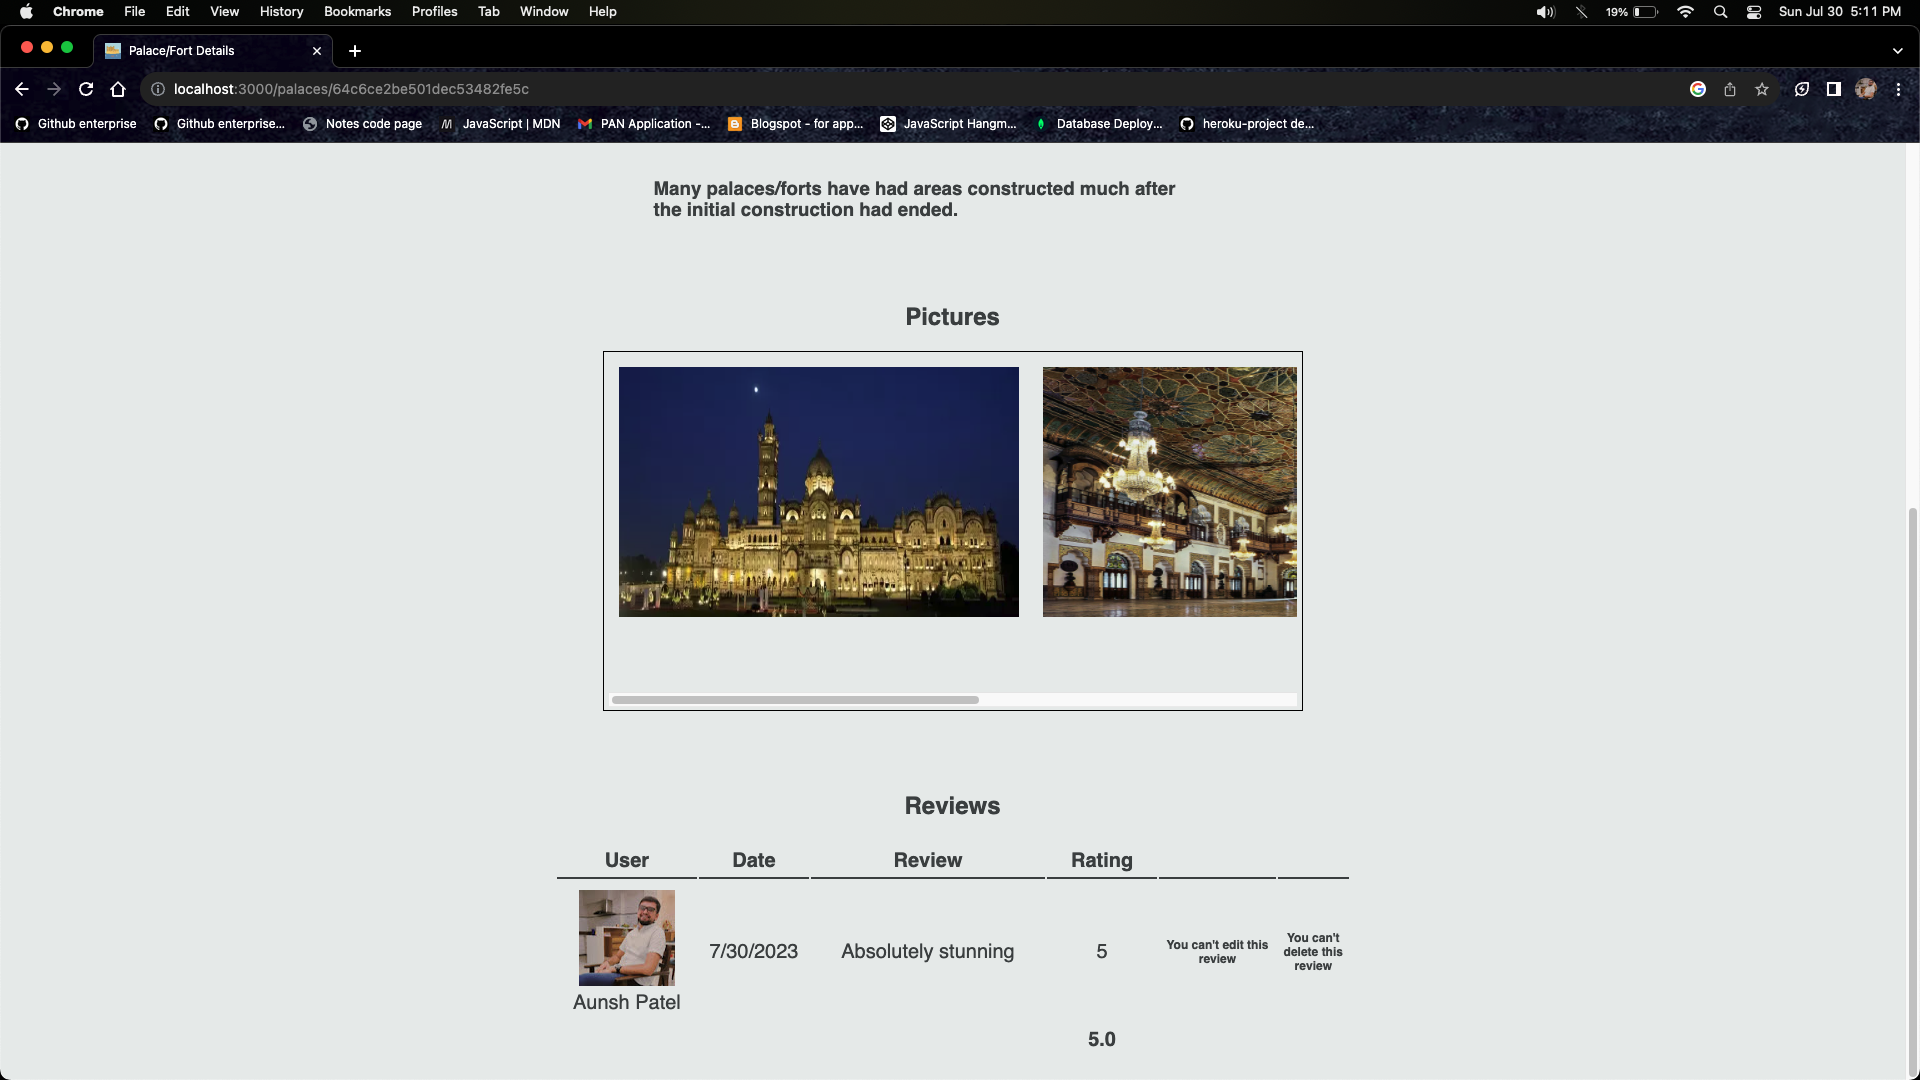 Chrome File Edit View History Bookmarks Profiles Tab Window Help 19% Sun Jul 30 5:11 PM
Palace/Fort Details
localhost:3000/palaces/64c6ce2be501dec53482fe5c
Github enterprise Github enterprise... Notes code page JavaScript | MDN PAN Application -... Blogspot - for app... JavaScript Hangm... Database Deploy... heroku-project de...
Many palaces/forts have had areas constructed much after
the initial construction had ended.
Pictures
Reviews
User Date Review Rating
7/30/2023 Absolutely stunning 5
You can't edit this
review
You can't
delete this
review
Aunsh Patel
5.0